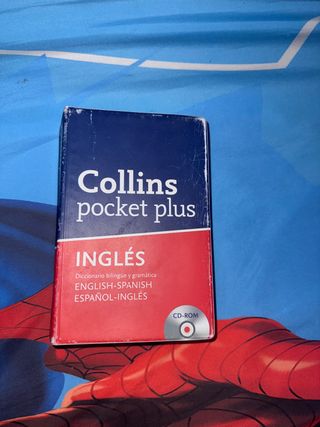 Collins
pocket plus
INGLÉS
Diccionario bilingüe y gramática
ENGLISH-SPANISH
ESPAÑOL-INGLÉS
CD-ROM